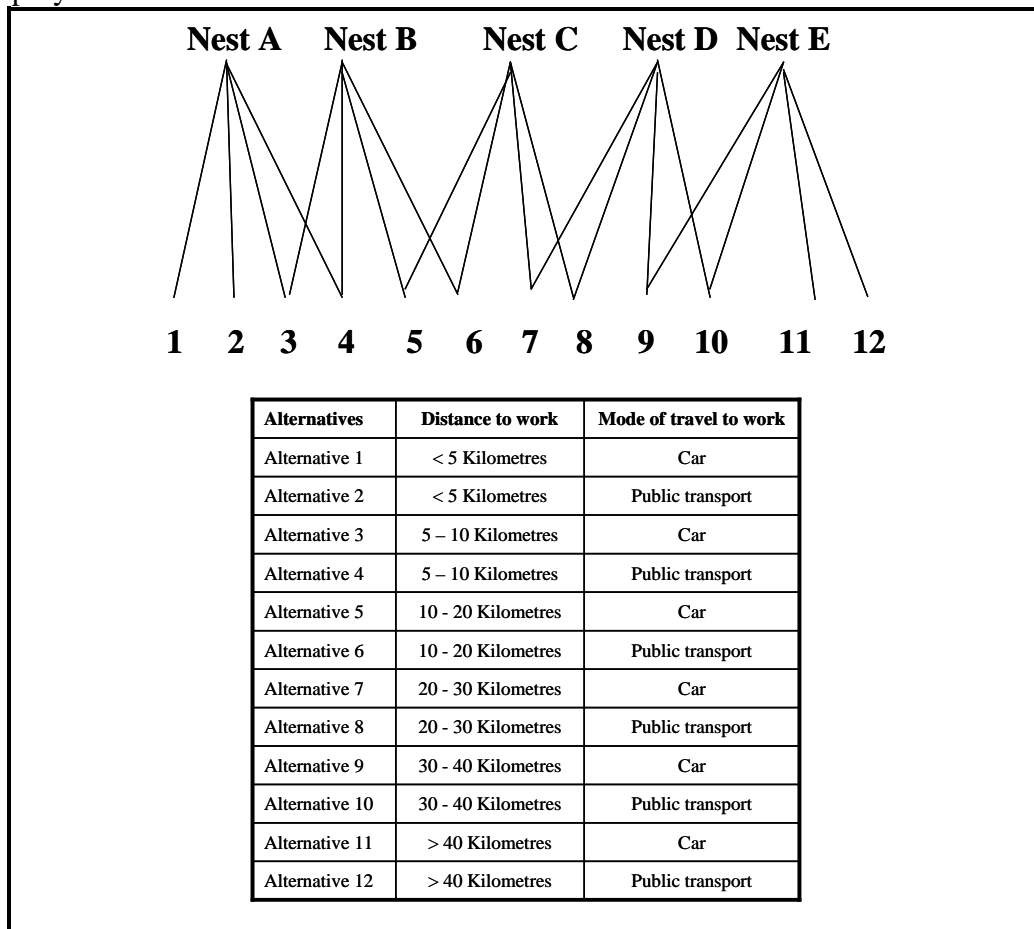 Nest A Nest B Nest C Nest D Nest E
1 2 3 4 5 6 7 8 9 10 11 12
Alternatives Distance to work Mode of travel to work
Alternative 1 < 5 Kilometres Car
Alternative 2 < 5 Kilometres Public transport
Alternative 3 5 – 10 Kilometres Car
Alternative 4 5 – 10 Kilometres Public transport
Alternative 5 10 - 20 Kilometres Car
Alternative 6 10 - 20 Kilometres Public transport
Alternative 7 20 - 30 Kilometres Car
Alternative 8 20 - 30 Kilometres Public transport
Alternative 9 30 - 40 Kilometres Car
Alternative 10 30 - 40 Kilometres Public transport
Alternative 11 > 40 Kilometres Car
Alternative 12 > 40 Kilometres Public transport